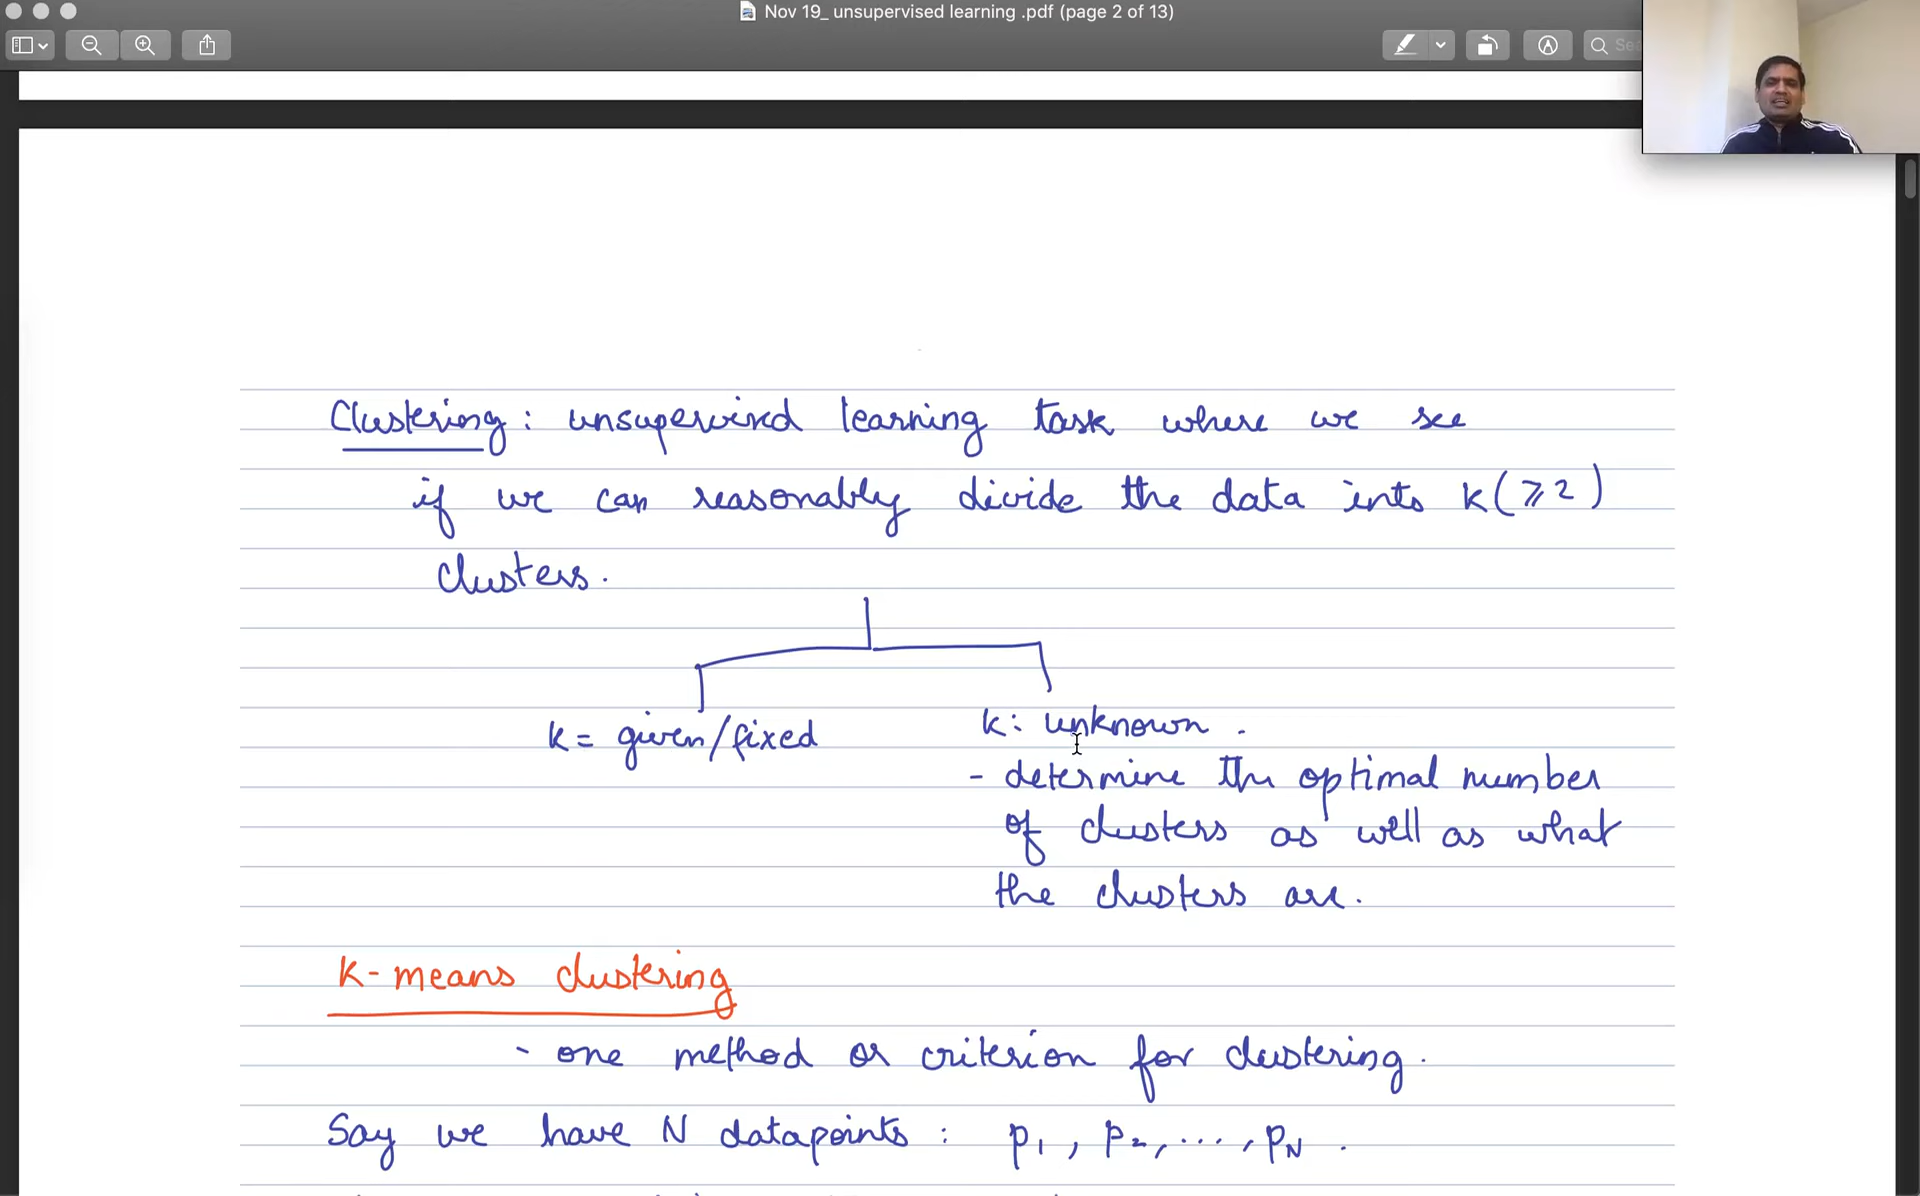 Nov 19_ unsupervised learning .pdf (page 2 of 13)
Clustering : unsupervised learning task where we see
if we can reasonably divide the data into k (⩾2)
clusters.
k = given/fixed
k : unknown .
- determine the optimal number
of clusters as well as what
the clusters are.
k-means clustering
- one method or criterion for clustering.
Say we have N datapoints : p1 , p2, ..., pN .